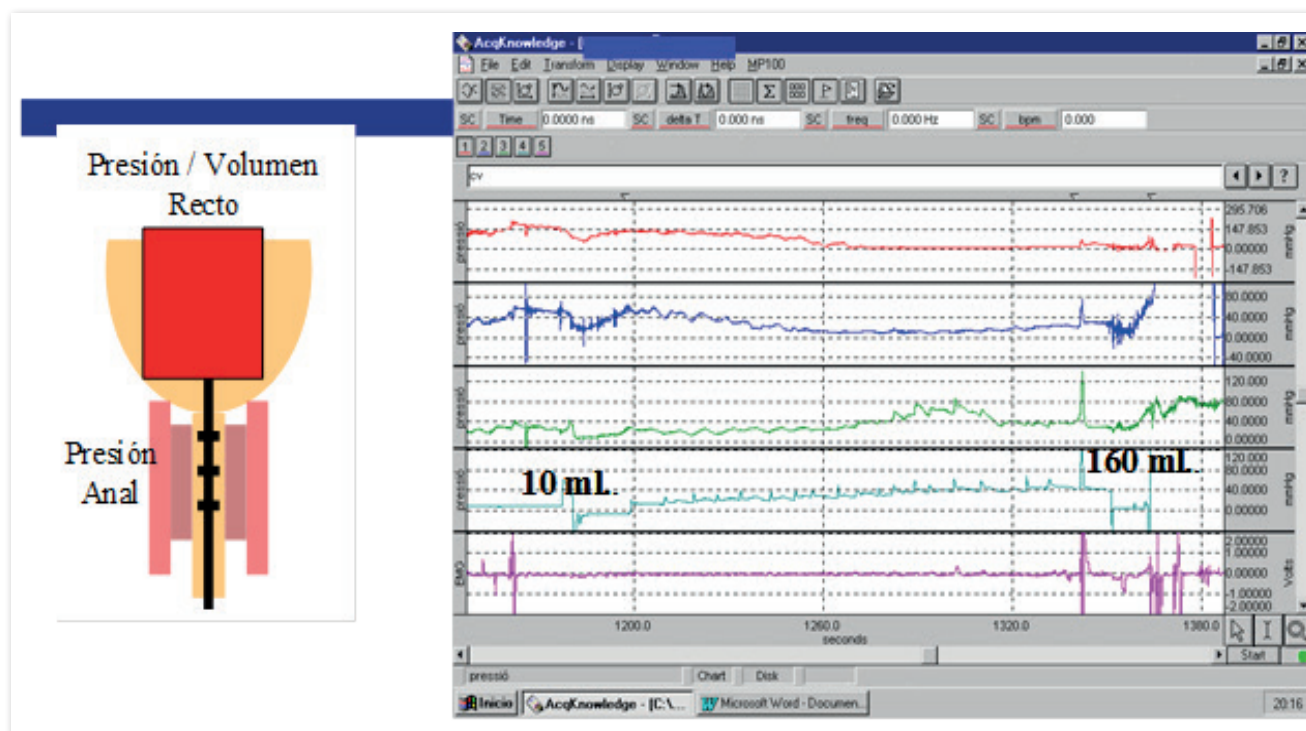 Presión / Volumen
Recto
Presión
Anal
AcqKnowledge - [
File Edit Transform Display Window Help MP100
SC Time 0.0000 ns SC delta T 0.000 ns SC freq 0.000 Hz SC bpm 0.000
1 2 3 4 5
cv
pressió
295.706
147.853
0.00000
-147.853
mmHg
pressió
80.0000
40.0000
0.00000
-40.0000
mmHg
pressió
120.000
80.0000
40.0000
0.00000
mmHg
pressió
10 ml.
160 ml.
120.000
80.0000
40.0000
0.00000
mmHg
EMG
2.00000
1.00000
0.00000
-1.00000
-2.00000
Volts
1200.0 1260.0 1320.0 1380.0
seconds
Start
pressió Chart Disk
Inicio AcqKnowledge - [C:\... Microsoft Word - Documen... 20:16